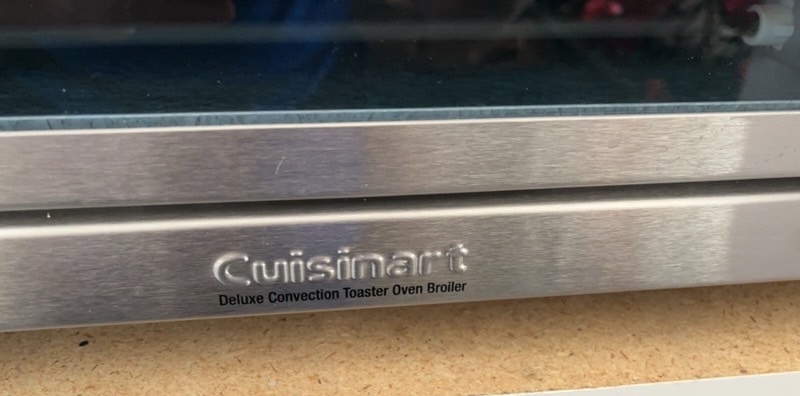 Cuisinart
Deluxe Convection Toaster Oven Broiler